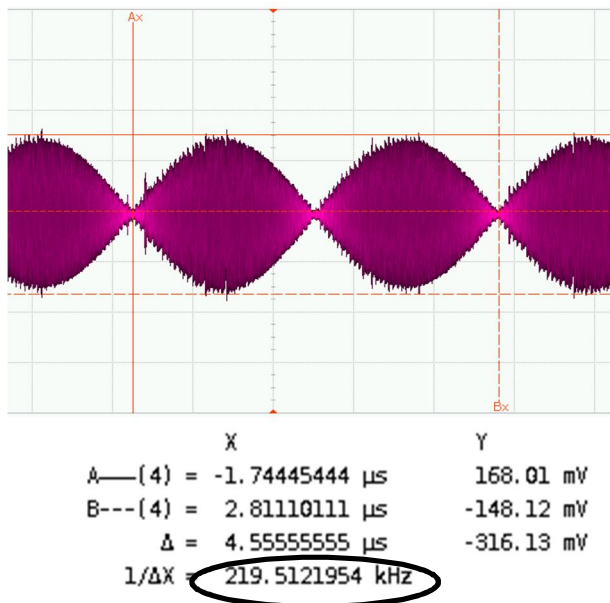 Ax
Bx
X Y
A——(4) = -1.74445444 µs 168.01 mV
B---(4) = 2.81110111 µs -148.12 mV
Δ = 4.55555555 µs -316.13 mV
1/ΔX = 219.5121954 kHz